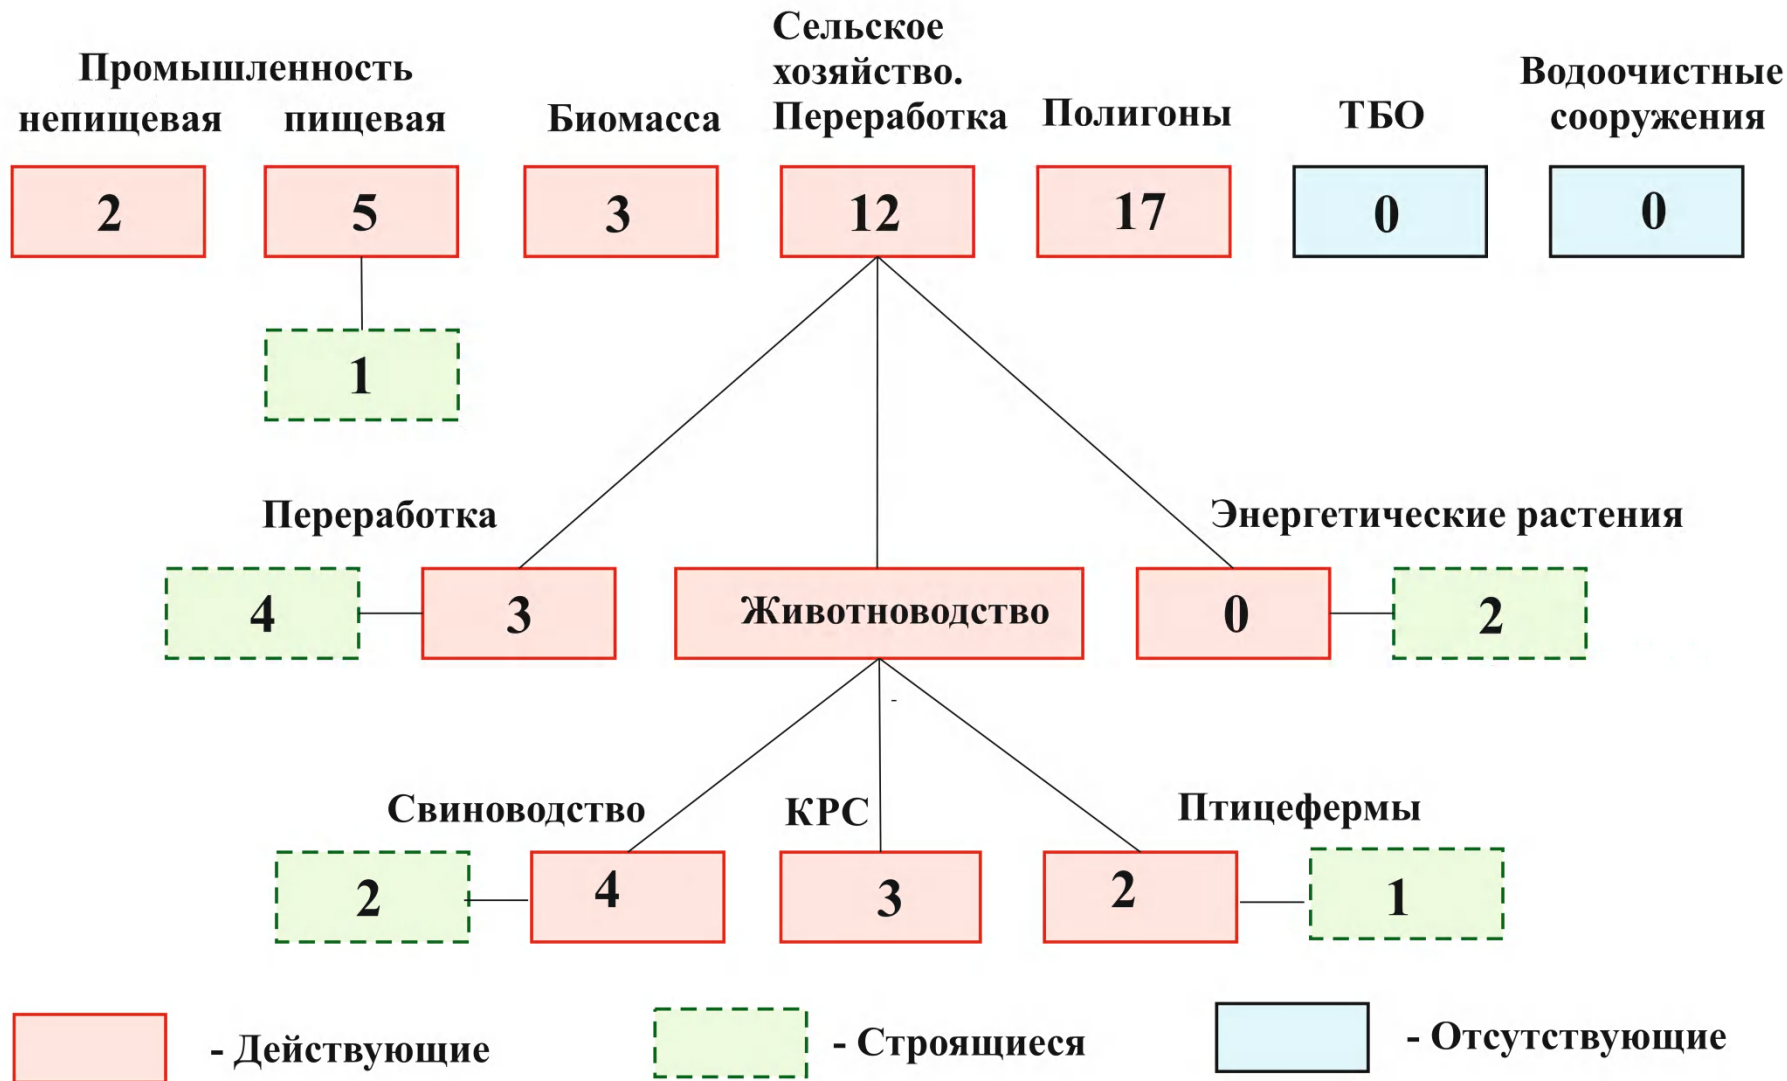 Промышленность
непищевая
пищевая
Биомасса
Сельское
хозяйство.
Переработка
Полигоны
ТБО
Водоочистные
сооружения
2
5
3
12
17
0
0
1
Переработка
Энергетические растения
4
3
Животноводство
0
2
-
Свиноводство
КРС
Птицефермы
2
4
3
2
1
- Действующие
- Строящиеся
- Отсутствующие